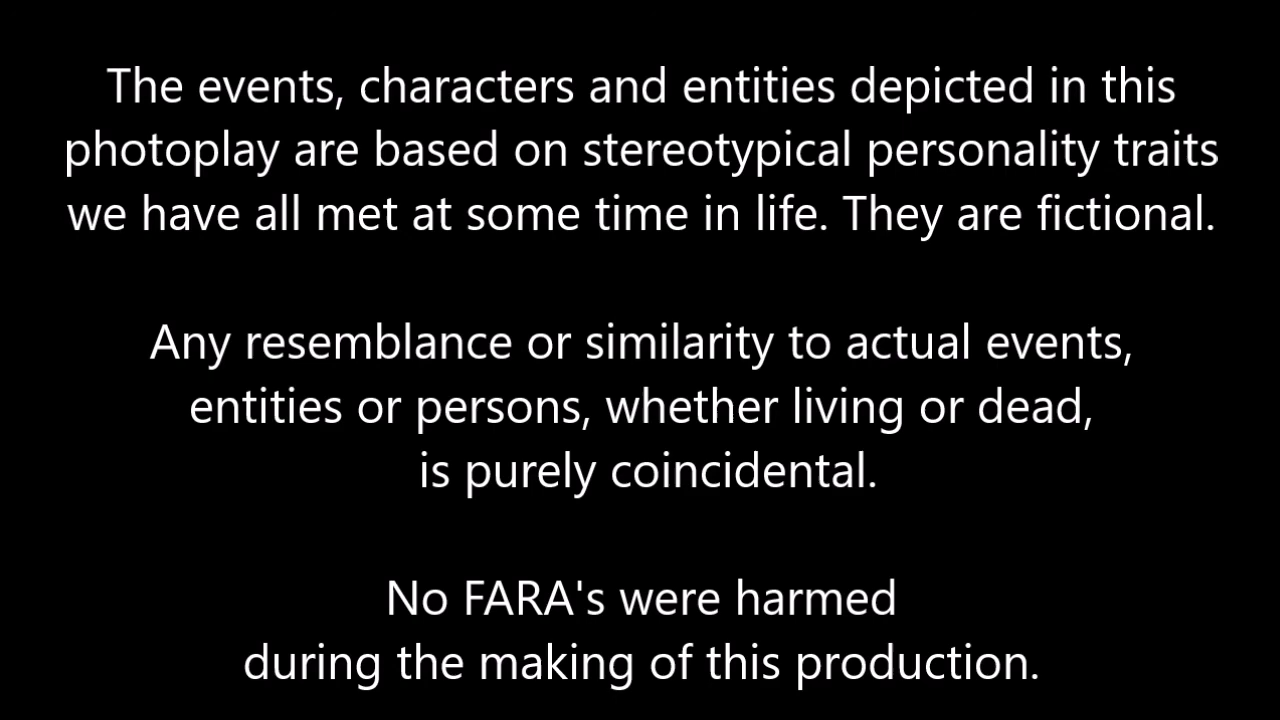 The events, characters and entities depicted in this
photoplay are based on stereotypical personality traits
we have all met at some time in life. They are fictional.
Any resemblance or similarity to actual events,
entities or persons, whether living or dead,
is purely coincidental.
No FARA's were harmed
during the making of this production.